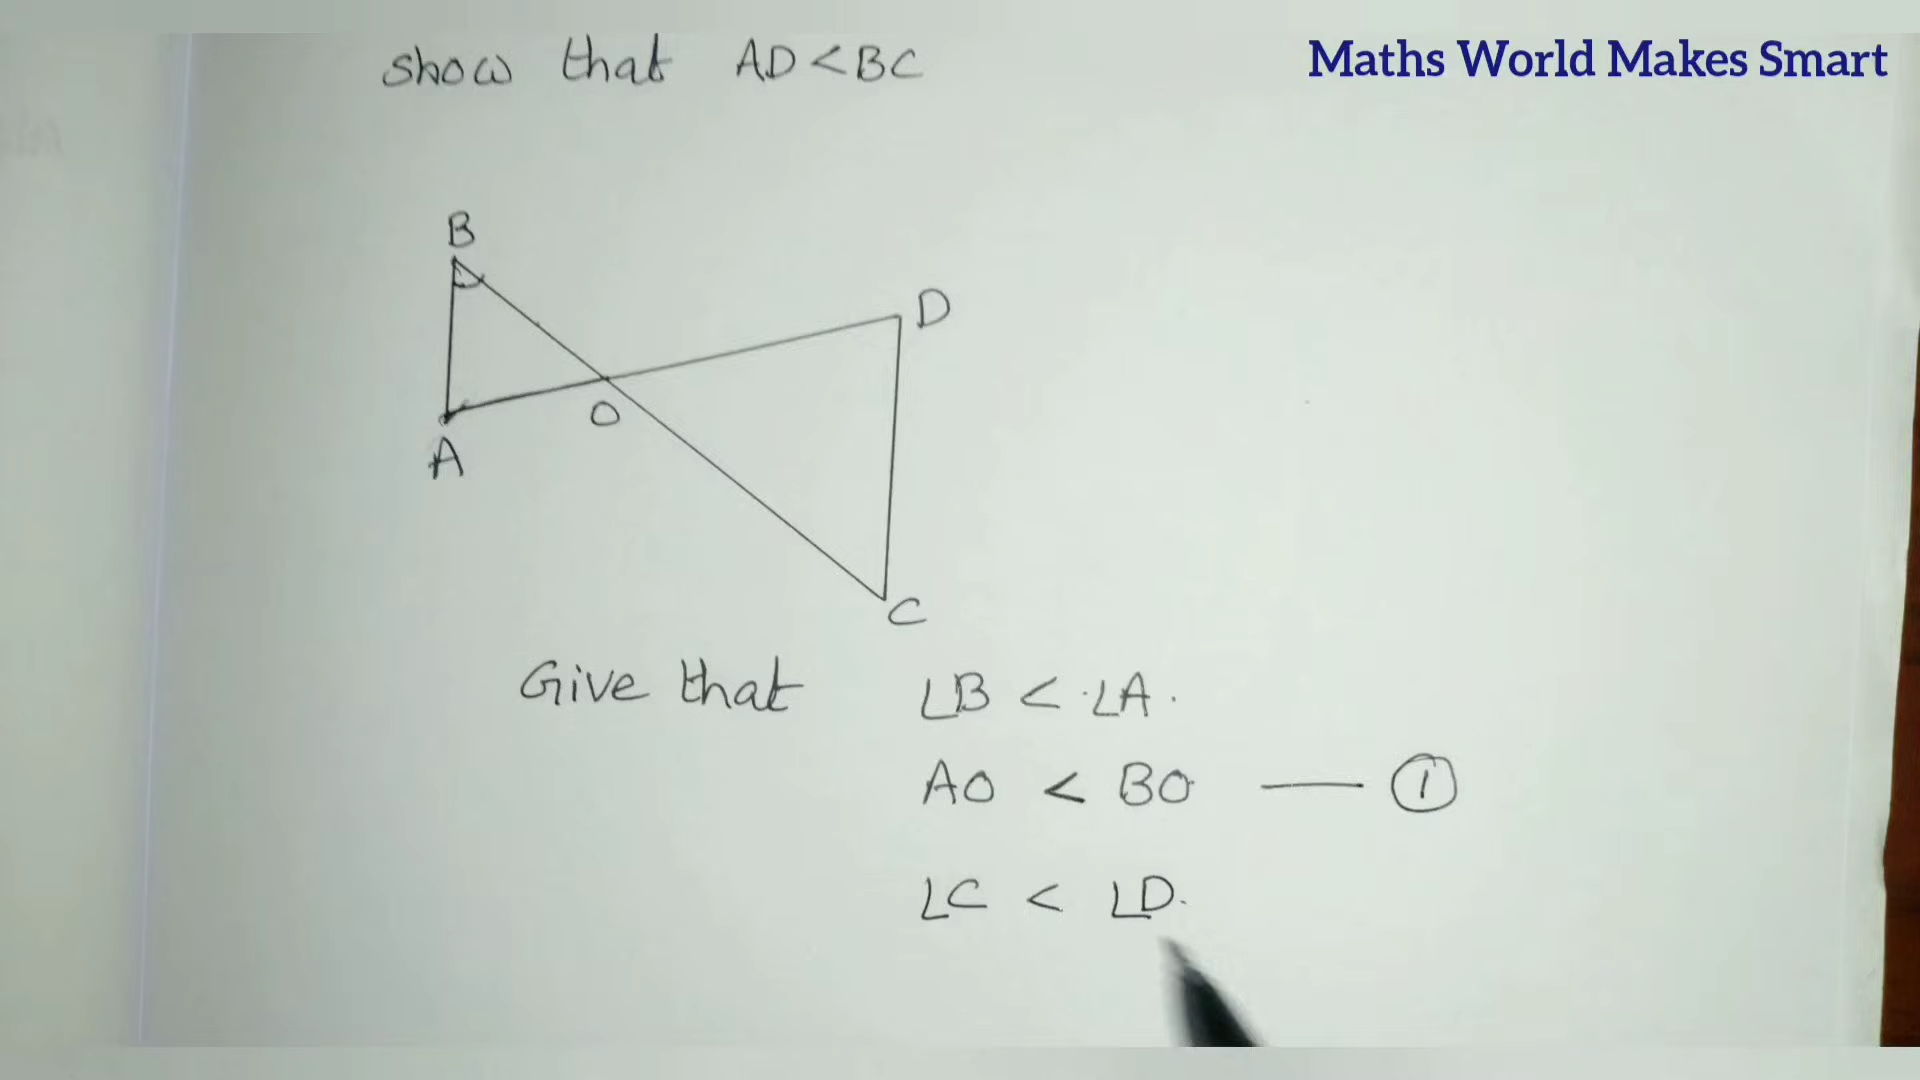 show that AD < BC
Maths World Makes Smart
B
D
O
A
C
Give that ∠B < ∠A.
AO < BO — ①
∠C < ∠D.